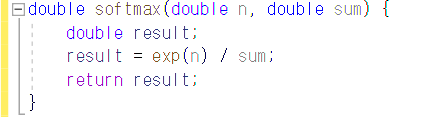 double softmax(double n, double sum) {
    double result;
    result = exp(n) / sum;
    return result;
}